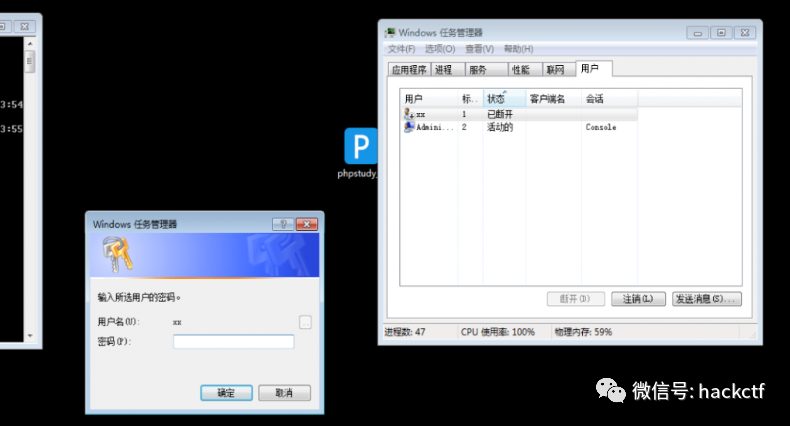 3:54
3:55
phpstudy_
Windows 任务管理器
文件(F) 选项(O) 查看(V) 帮助(H)
应用程序 进程 服务 性能 联网 用户
用户 标.. 状态 客户端名 会话
xx 1 已断开
Admini... 2 活动的 Console
断开(D) 注销(L) 发送消息(S)...
进程数: 47 CPU 使用率: 100% 物理内存: 59%
Windows 任务管理器
输入所选用户的密码。
用户名(U): xx
密码(P):
确定 取消
微信号: hackctf